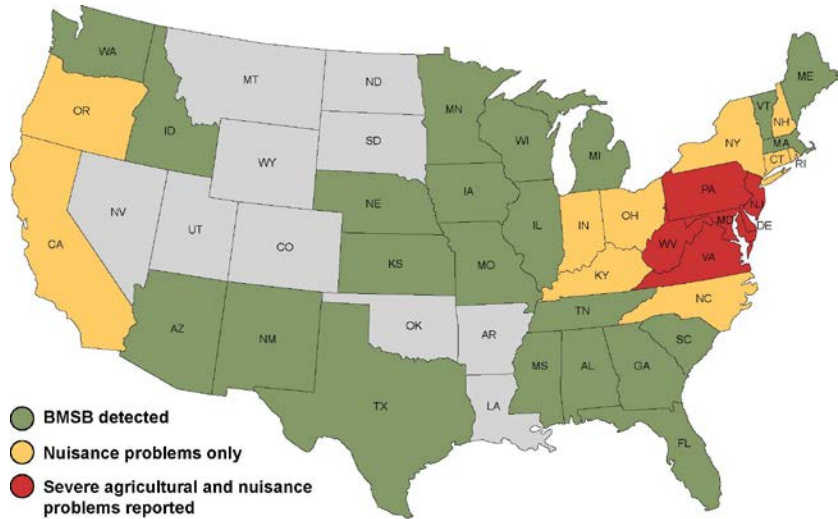 WA
MT
ND
ME
OR
ID
MN
VT
NH
SD
WI
NY
MA
WY
MI
CT
RI
IA
PA
NE
NJ
NV
OH
IL
IN
MD
DE
UT
CA
CO
WV
VA
KS
MO
KY
NC
TN
OK
AZ
NM
AR
SC
MS
AL
GA
TX
LA
FL
BMSB detected
Nuisance problems only
Severe agricultural and nuisance
problems reported